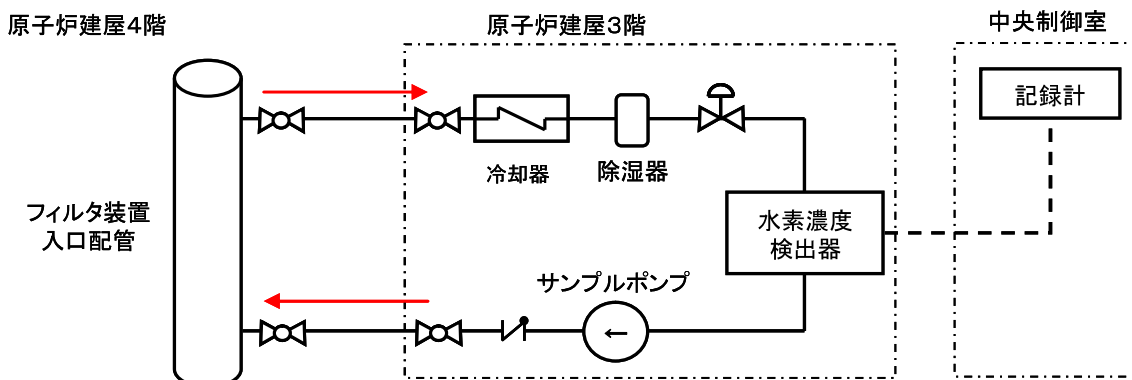 原子炉建屋4階
原子炉建屋3階
中央制御室
記録計
冷却器
除湿器
フィルタ装置
入口配管
水素濃度
検出器
サンプルポンプ
←